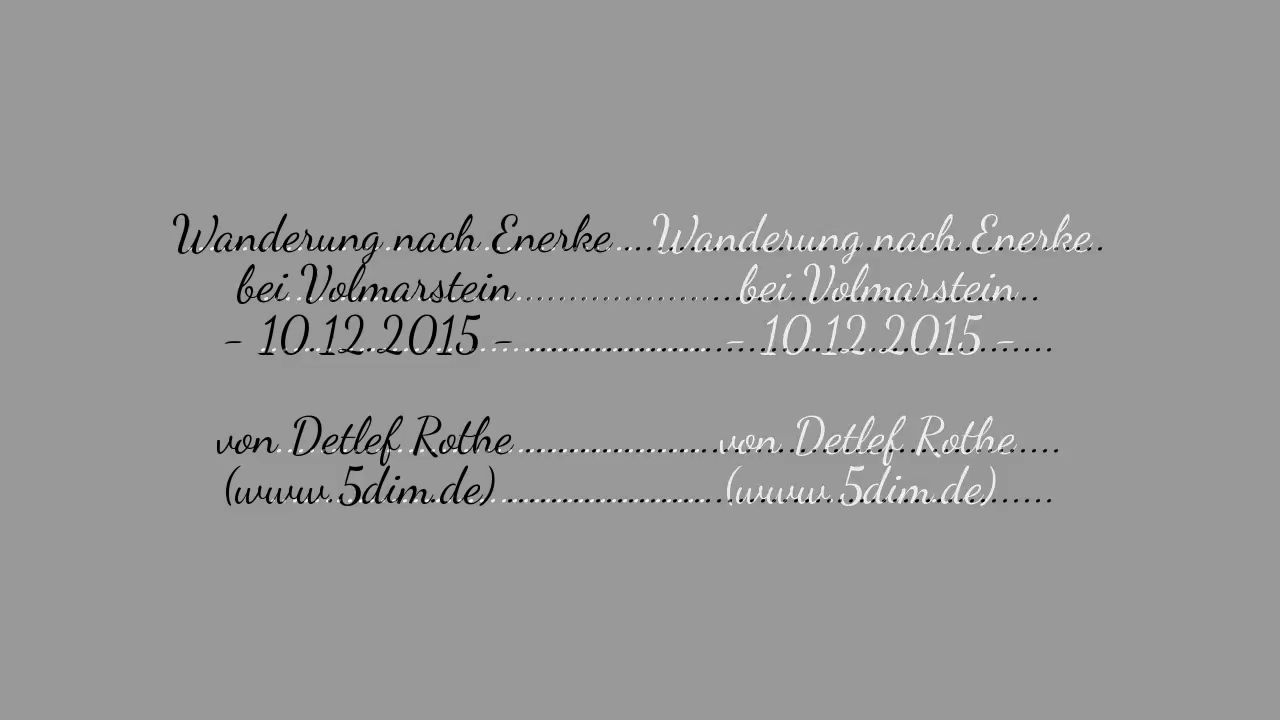 Wanderung nach Enerke .... Wanderung nach Enerke
bei Volmarstein .................... bei Volmarstein
- 10.12.2015 - .................... - 10.12.2015 -
von Detlef Rothe .................... von Detlef Rothe
(www.5dim.de) .................... (www.5dim.de)